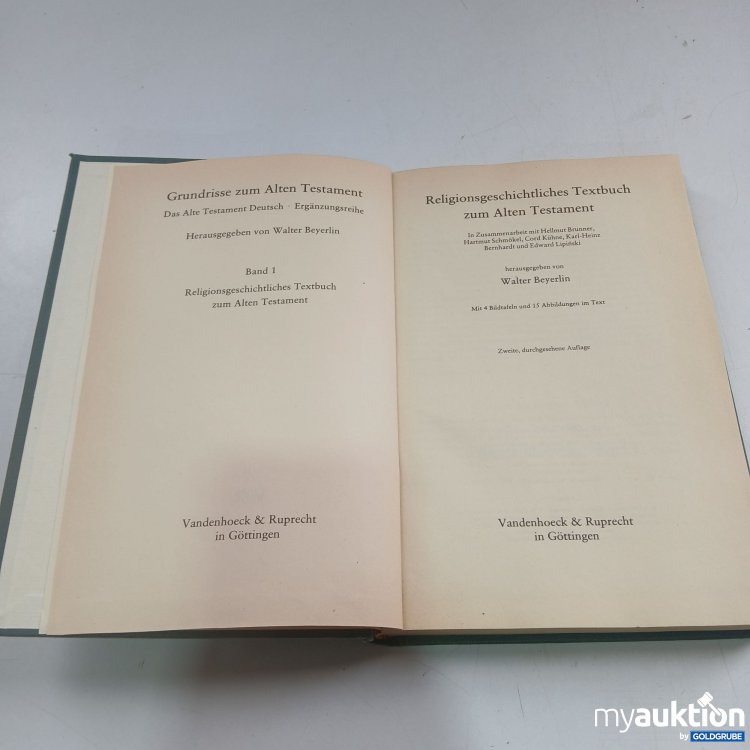 Grundrisse zum Alten Testament
Das Alte Testament Deutsch · Ergänzungsreihe
Herausgegeben von Walter Beyerlin
Band 1
Religionsgeschichtliches Textbuch
zum Alten Testament
Vandenhoeck & Ruprecht
in Göttingen
Religionsgeschichtliches Textbuch
zum Alten Testament
In Zusammenarbeit mit Hellmut Brunner,
Hartmut Schmökel, Cord Kühne, Karl-Heinz
Bernhardt und Edward Lipiński
herausgegeben von
Walter Beyerlin
Mit 4 Bildtafeln und 15 Abbildungen im Text
Zweite, durchgesehene Auflage
Vandenhoeck & Ruprecht
in Göttingen
myauktion
by GOLDGRUBE